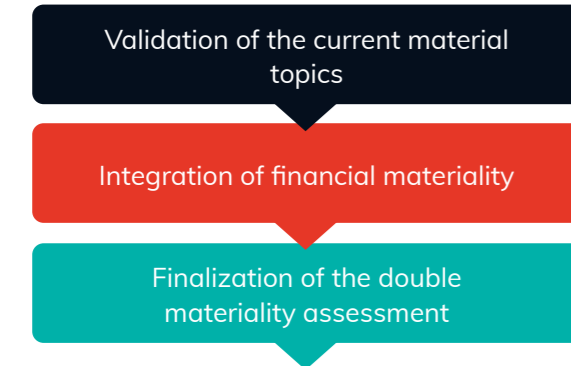 Validation of the current material
topics
Integration of financial materiality
Finalization of the double
materiality assessment